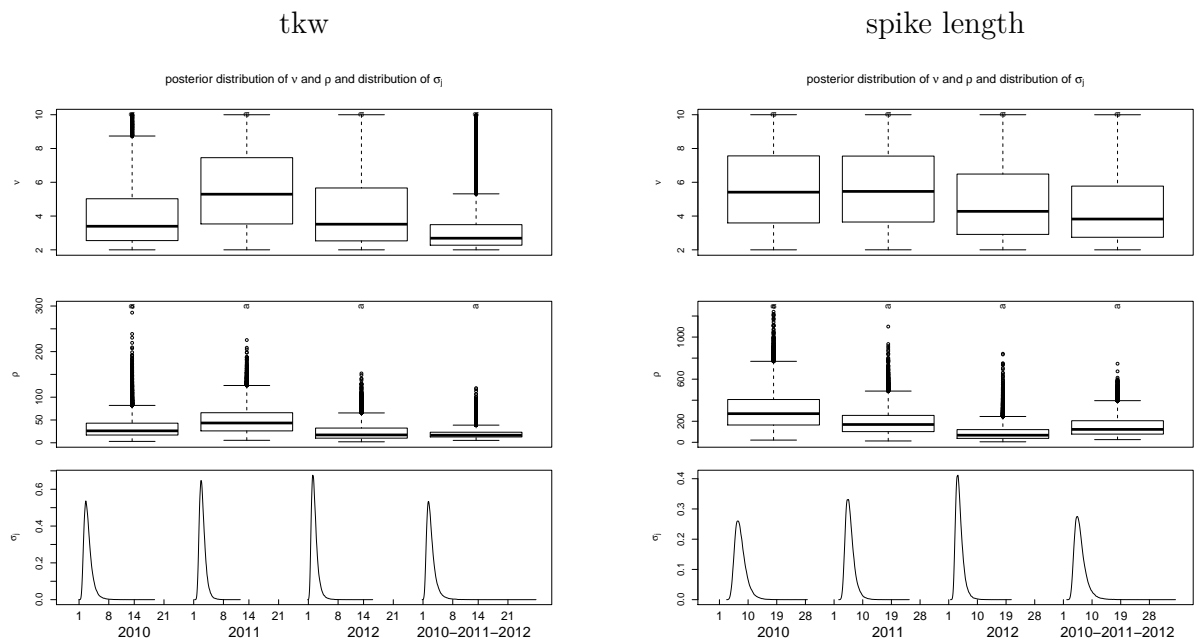 tkw
posterior distribution of ν and ρ and distribution of σj
ν
10
8
6
4
2
ρ
300
200
100
50
0
a
a
a
σj
0.6
0.4
0.2
0.0
1 8 14 21 1 8 14 21 1 8 14 21 1 8 14 21
2010 2011 2012 2010−2011−2012
spike length
posterior distribution of ν and ρ and distribution of σj
ν
10
8
6
4
2
ρ
1000
600
200
0
a
a
a
σj
0.4
0.3
0.2
0.1
0.0
1 10 19 28 1 10 19 28 1 10 19 28 1 10 19 28
2010 2011 2012 2010−2011−2012